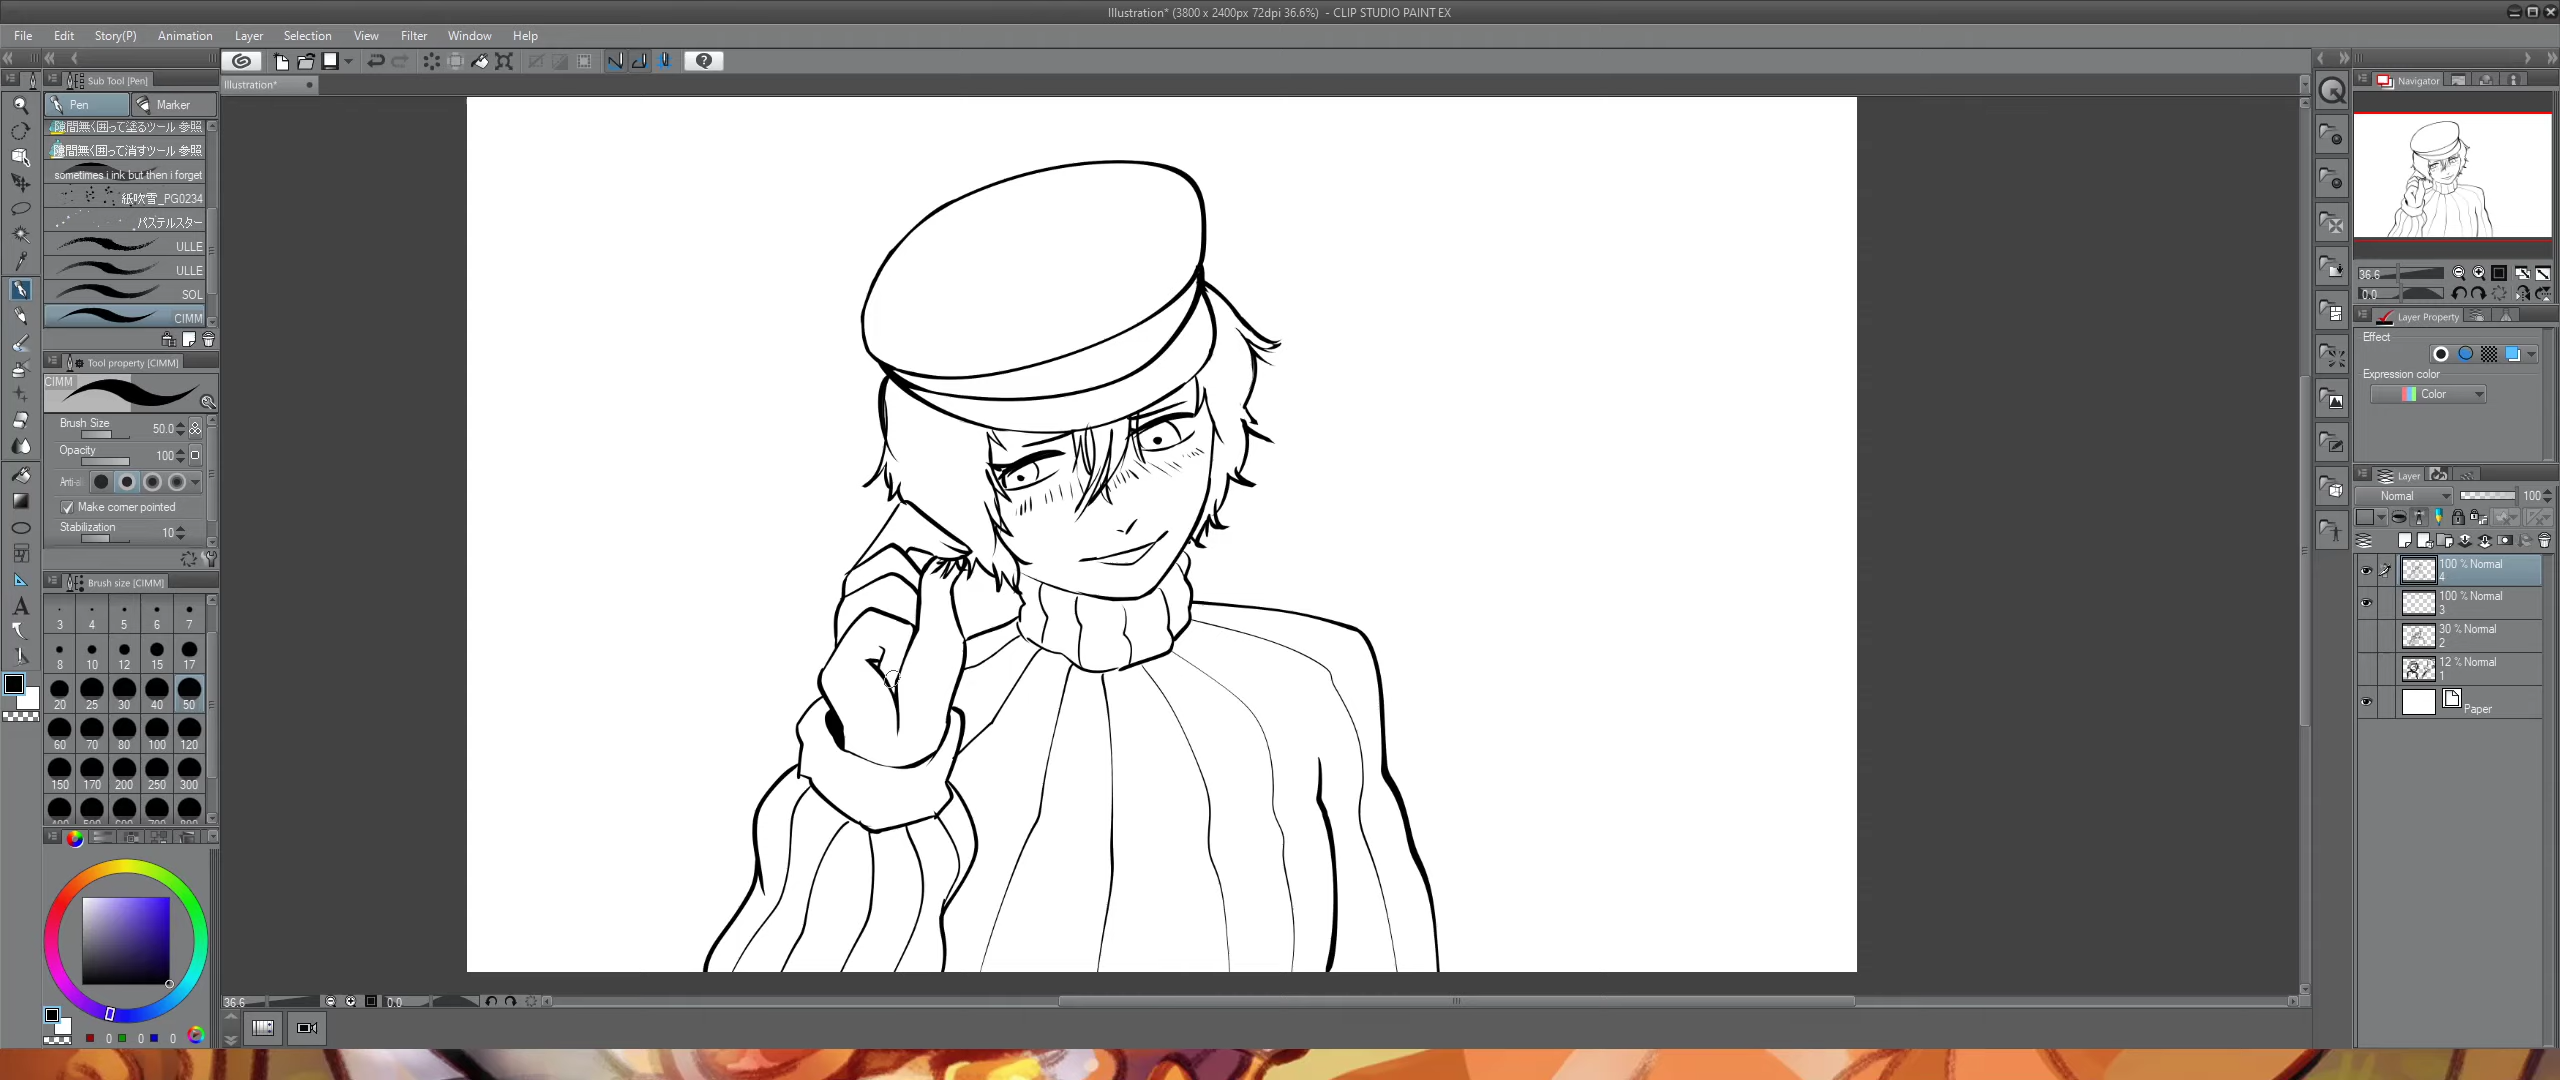 Illustration* (3800 x 2400px 72dpi 36.6%) - CLIP STUDIO PAINT EX
File Edit Story(P) Animation Layer Selection View Filter Window Help
Sub Tool [Pen]
Illustration*
Pen Marker
隙間無く囲って塗るツール 参照
隙間無く囲って消すツール 参照
sometimes i ink but then i forget
紙吹雪_PG0234
パステルスター
ULLE
ULLE
SOL
CIMM
Tool property [CIMM]
CIMM
Brush Size 50.0
Opacity 100
Anti-al
Make corner pointed
Stabilization 10
Brush size [CIMM]
3 4 5 6 7
8 10 12 15 17
20 25 30 40 50
60 70 80 100 120
150 170 200 250 300
0 0 0
36.6 0.0
Navigator
36.6
0.0
Layer Property
Effect
Expression color
Color
Layer
Normal 100
100 % Normal
4
100 % Normal
3
30 % Normal
2
12 % Normal
1
Paper